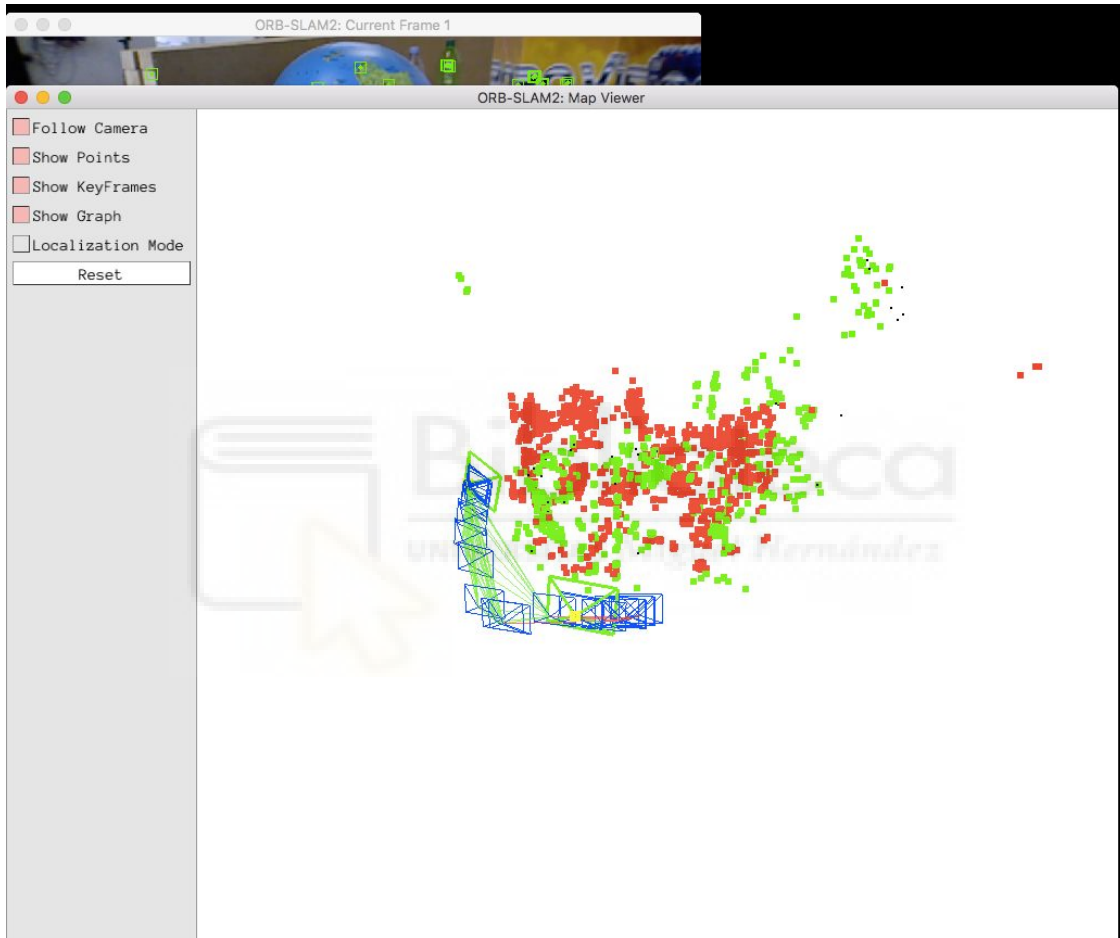 ORB-SLAM2: Current Frame 1
ORB-SLAM2: Map Viewer
Follow Camera
Show Points
Show KeyFrames
Show Graph
Localization Mode
Reset